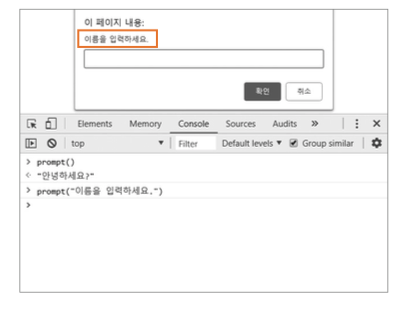 이 페이지 내용:
이름을 입력하세요.
확인 취소
Elements Memory Console Sources Audits »
top ▼ Filter Default levels ▼ Group similar
> prompt()
"안녕하세요?"
> prompt("이름을 입력하세요.")
>